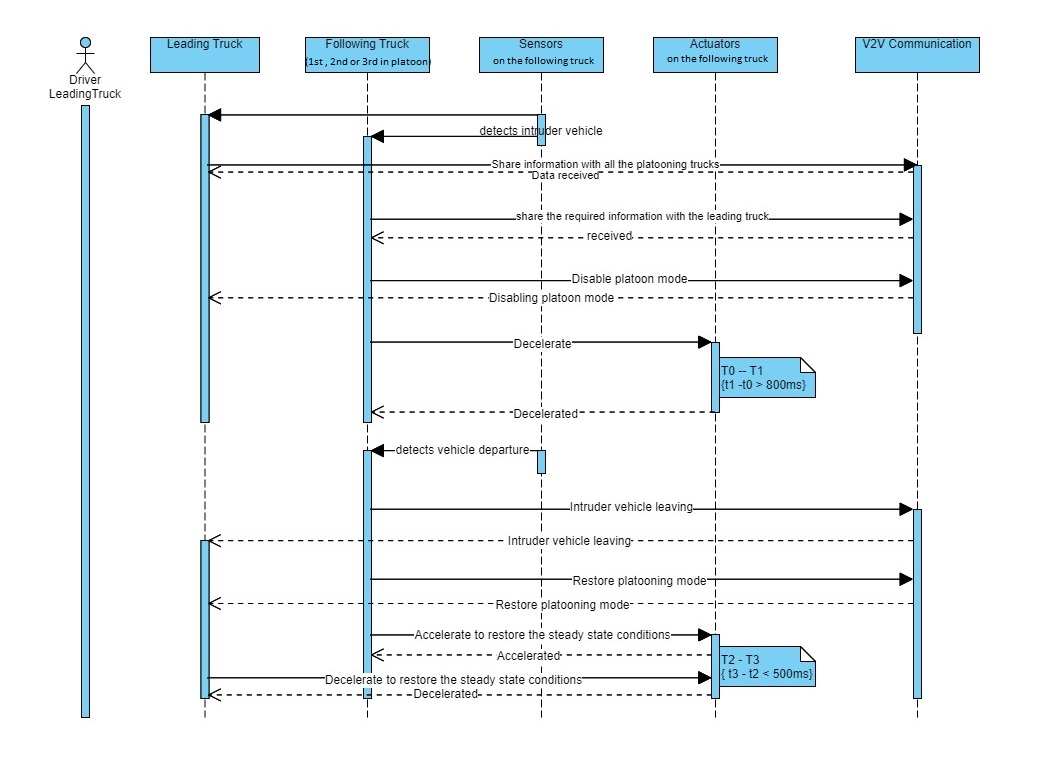 Driver
LeadingTruck
Leading Truck
Following Truck
(1st , 2nd or 3rd in platoon)
Sensors
on the following truck
Actuators
on the following truck
V2V Communication
detects intruder vehicle
Share information with all the platooning trucks
Data received
share the required information with the leading truck
received
Disable platoon mode
Disabling platoon mode
Decelerate
T0 -- T1
{t1 -t0 > 800ms}
Decelerated
detects vehicle departure
Intruder vehicle leaving
Intruder vehicle leaving
Restore platooning mode
Restore platooning mode
Accelerate to restore the steady state conditions
Accelerated
T2 - T3
{ t3 - t2 < 500ms}
Decelerate to restore the steady state conditions
Decelerated